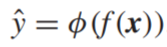 ŷ = ϕ(f(𝒙))